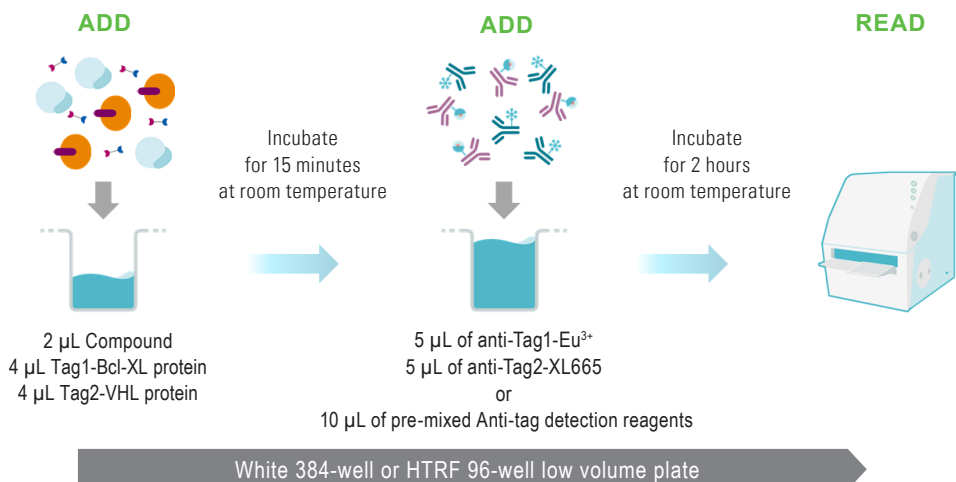 ADD
ADD
READ
Incubate
for 15 minutes
at room temperature
Incubate
for 2 hours
at room temperature
2 µL Compound
4 µL Tag1-Bcl-XL protein
4 µL Tag2-VHL protein
5 µL of anti-Tag1-Eu³⁺
5 µL of anti-Tag2-XL665
or
10 µL of pre-mixed Anti-tag detection reagents
White 384-well or HTRF 96-well low volume plate